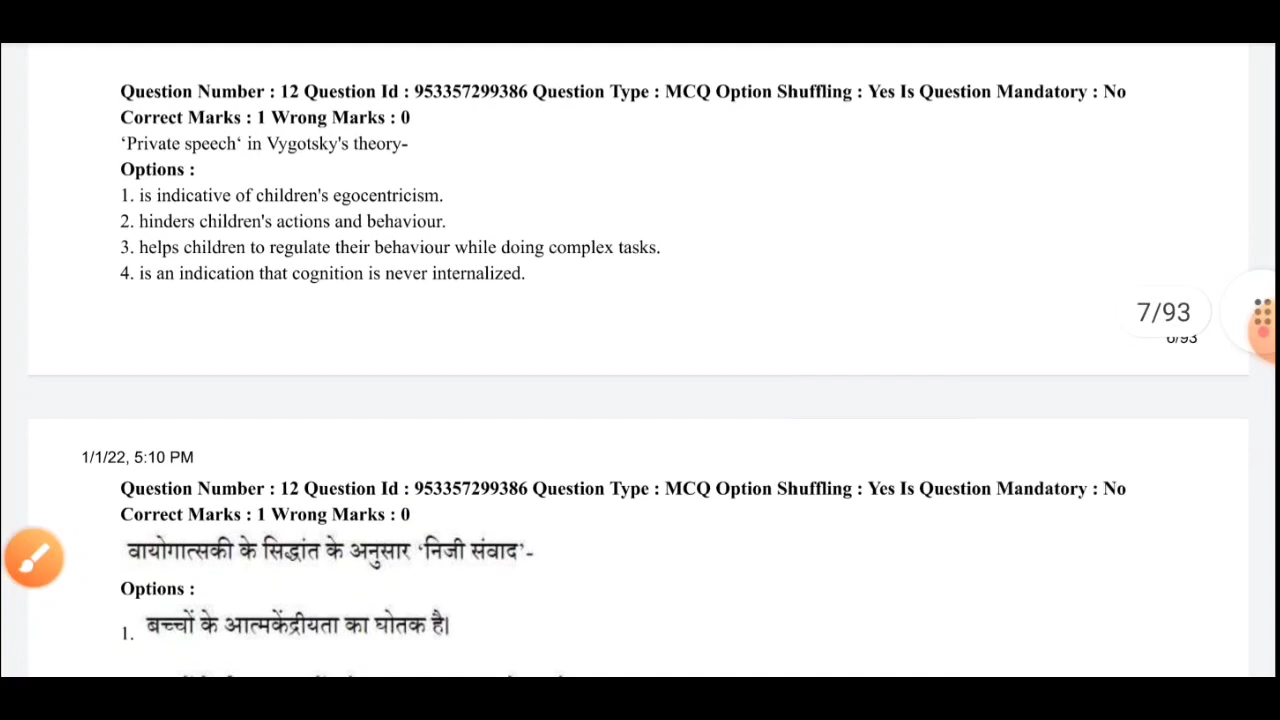 Question Number : 12 Question Id : 953357299386 Question Type : MCQ Option Shuffling : Yes Is Question Mandatory : No
Correct Marks : 1 Wrong Marks : 0
‘Private speech‘ in Vygotsky's theory-
Options :
1. is indicative of children's egocentricism.
2. hinders children's actions and behaviour.
3. helps children to regulate their behaviour while doing complex tasks.
4. is an indication that cognition is never internalized.
7/93
6/93
1/1/22, 5:10 PM
Question Number : 12 Question Id : 953357299386 Question Type : MCQ Option Shuffling : Yes Is Question Mandatory : No
Correct Marks : 1 Wrong Marks : 0
वायोगात्सकी के सिद्धांत के अनुसार ‘निजी संवाद’-
Options :
1. बच्चों के आत्मकेंद्रीयता का घोतक है।